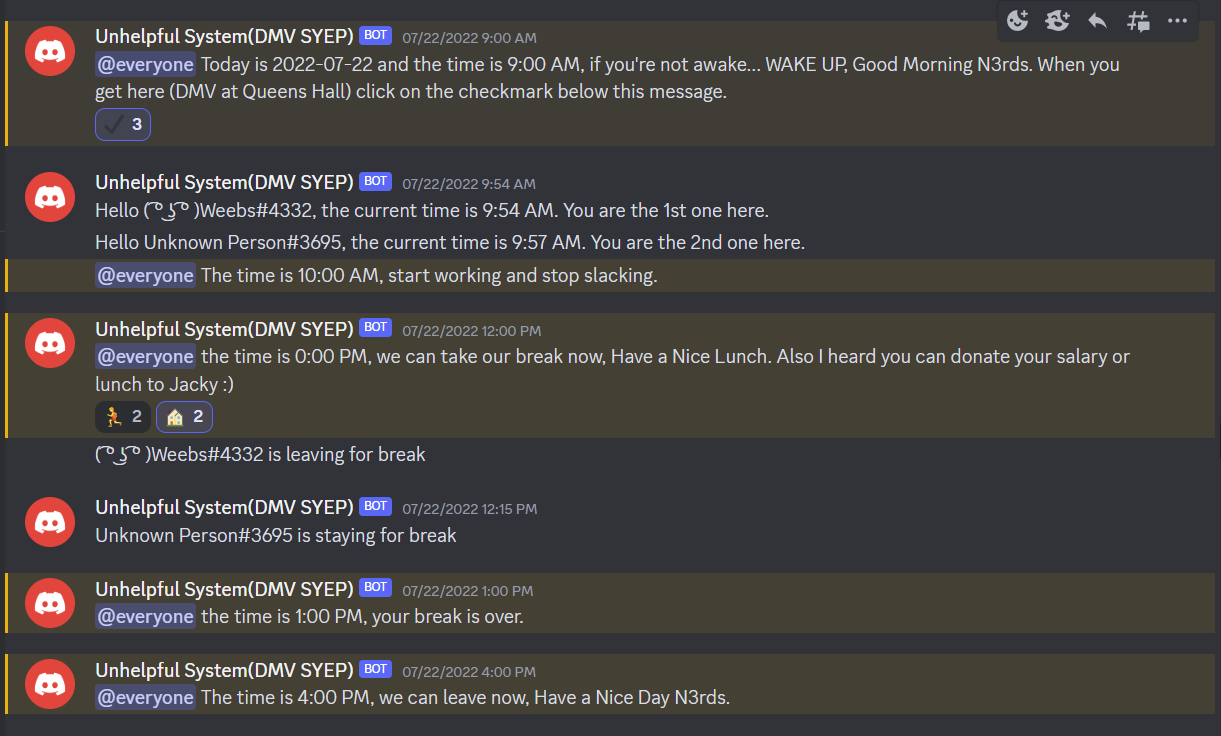 Unhelpful System(DMV SYEP) BOT 07/22/2022 9:00 AM
@everyone Today is 2022-07-22 and the time is 9:00 AM, if you're not awake... WAKE UP, Good Morning N3rds. When you
get here (DMV at Queens Hall) click on the checkmark below this message.
3
Unhelpful System(DMV SYEP) BOT 07/22/2022 9:54 AM
Hello ( ͡° ͜ʖ ͡° )Weebs#4332, the current time is 9:54 AM. You are the 1st one here.
Hello Unknown Person#3695, the current time is 9:57 AM. You are the 2nd one here.
@everyone The time is 10:00 AM, start working and stop slacking.
Unhelpful System(DMV SYEP) BOT 07/22/2022 12:00 PM
@everyone the time is 0:00 PM, we can take our break now, Have a Nice Lunch. Also I heard you can donate your salary or
lunch to Jacky :)
2 2
( ͡° ͜ʖ ͡° )Weebs#4332 is leaving for break
Unhelpful System(DMV SYEP) BOT 07/22/2022 12:15 PM
Unknown Person#3695 is staying for break
Unhelpful System(DMV SYEP) BOT 07/22/2022 1:00 PM
@everyone the time is 1:00 PM, your break is over.
Unhelpful System(DMV SYEP) BOT 07/22/2022 4:00 PM
@everyone The time is 4:00 PM, we can leave now, Have a Nice Day N3rds.